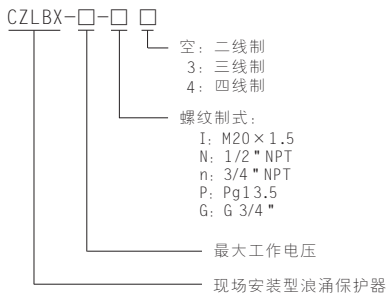 CZLBX-□-□ □
空: 二线制
3: 三线制
4: 四线制
螺纹制式:
I: M20×1.5
N: 1/2"NPT
n: 3/4"NPT
P: Pg13.5
G: G 3/4"
最大工作电压
现场安装型浪涌保护器